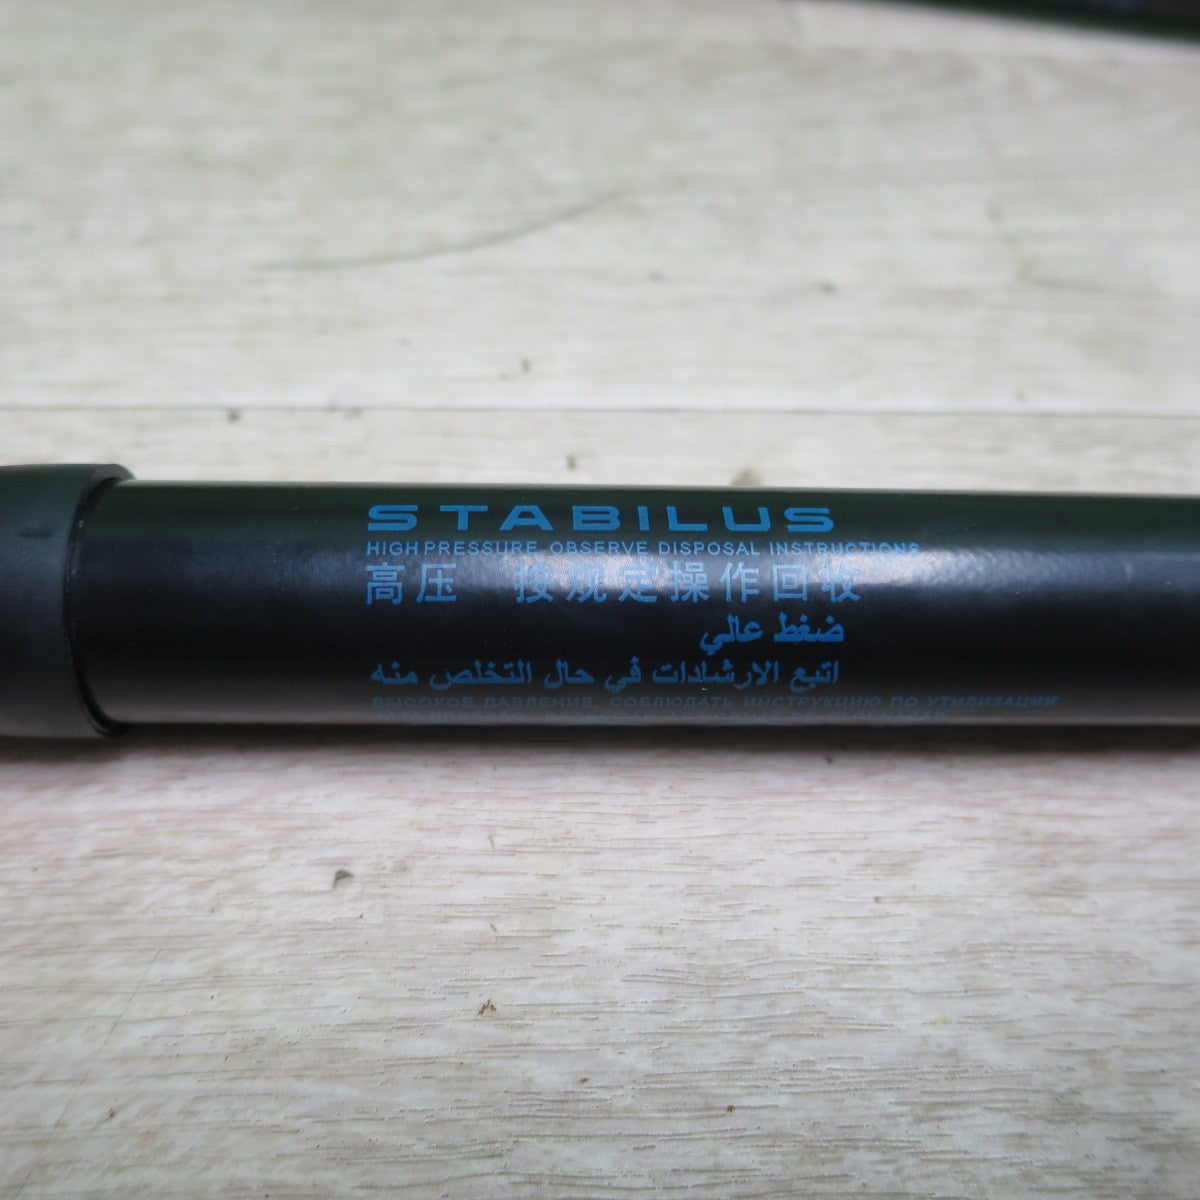 STABILUS
HIGH PRESSURE OBSERVE DISPOSAL INSTRUCTIONS
高压 按规定操作回收
ضغط عالي
اتبع الارشادات في حال التخلص منه
ВЫСОКОЕ ДАВЛЕНИЕ, СОБЛЮДАТЬ ИНСТРУКЦИЮ ПО УТИЛИЗАЦИИ